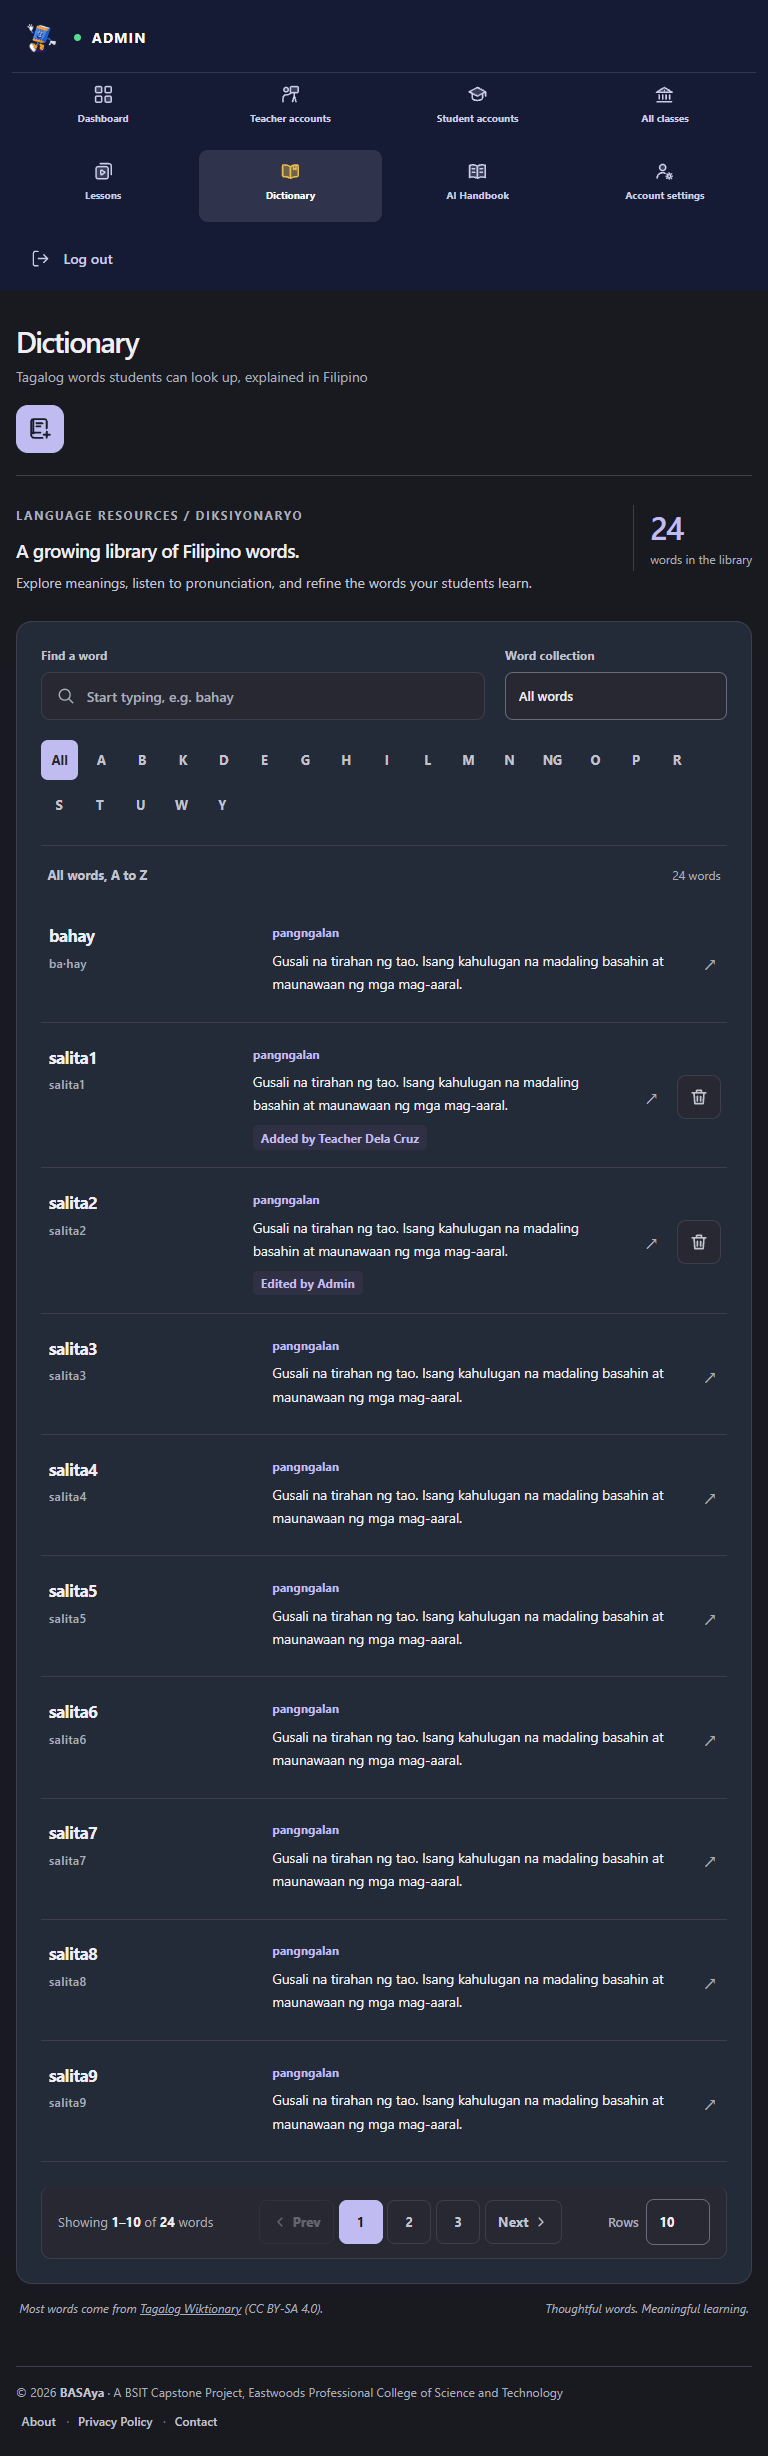 ADMIN
Dashboard
Teacher accounts
Student accounts
All classes
Lessons
Dictionary
AI Handbook
Account settings
Log out
Dictionary
Tagalog words students can look up, explained in Filipino
LANGUAGE RESOURCES / DIKSIYONARYO
A growing library of Filipino words.
Explore meanings, listen to pronunciation, and refine the words your students learn.
24
words in the library
Find a word
Start typing, e.g. bahay
Word collection
All words
All A B K D E G H I L M N NG O P R
S T U W Y
All words, A to Z
24 words
bahay
ba·hay
pangngalan
Gusali na tirahan ng tao. Isang kahulugan na madaling basahin at
maunawaan ng mga mag-aaral.
salita1
salita1
pangngalan
Gusali na tirahan ng tao. Isang kahulugan na madaling
basahin at maunawaan ng mga mag-aaral.
Added by Teacher Dela Cruz
salita2
salita2
pangngalan
Gusali na tirahan ng tao. Isang kahulugan na madaling
basahin at maunawaan ng mga mag-aaral.
Edited by Admin
salita3
salita3
pangngalan
Gusali na tirahan ng tao. Isang kahulugan na madaling basahin at
maunawaan ng mga mag-aaral.
salita4
salita4
pangngalan
Gusali na tirahan ng tao. Isang kahulugan na madaling basahin at
maunawaan ng mga mag-aaral.
salita5
salita5
pangngalan
Gusali na tirahan ng tao. Isang kahulugan na madaling basahin at
maunawaan ng mga mag-aaral.
salita6
salita6
pangngalan
Gusali na tirahan ng tao. Isang kahulugan na madaling basahin at
maunawaan ng mga mag-aaral.
salita7
salita7
pangngalan
Gusali na tirahan ng tao. Isang kahulugan na madaling basahin at
maunawaan ng mga mag-aaral.
salita8
salita8
pangngalan
Gusali na tirahan ng tao. Isang kahulugan na madaling basahin at
maunawaan ng mga mag-aaral.
salita9
salita9
pangngalan
Gusali na tirahan ng tao. Isang kahulugan na madaling basahin at
maunawaan ng mga mag-aaral.
Showing 1–10 of 24 words
Prev 1 2 3 Next
Rows 10
Most words come from Tagalog Wiktionary (CC BY-SA 4.0).
Thoughtful words. Meaningful learning.
© 2026 BASAya · A BSIT Capstone Project, Eastwoods Professional College of Science and Technology
About · Privacy Policy · Contact